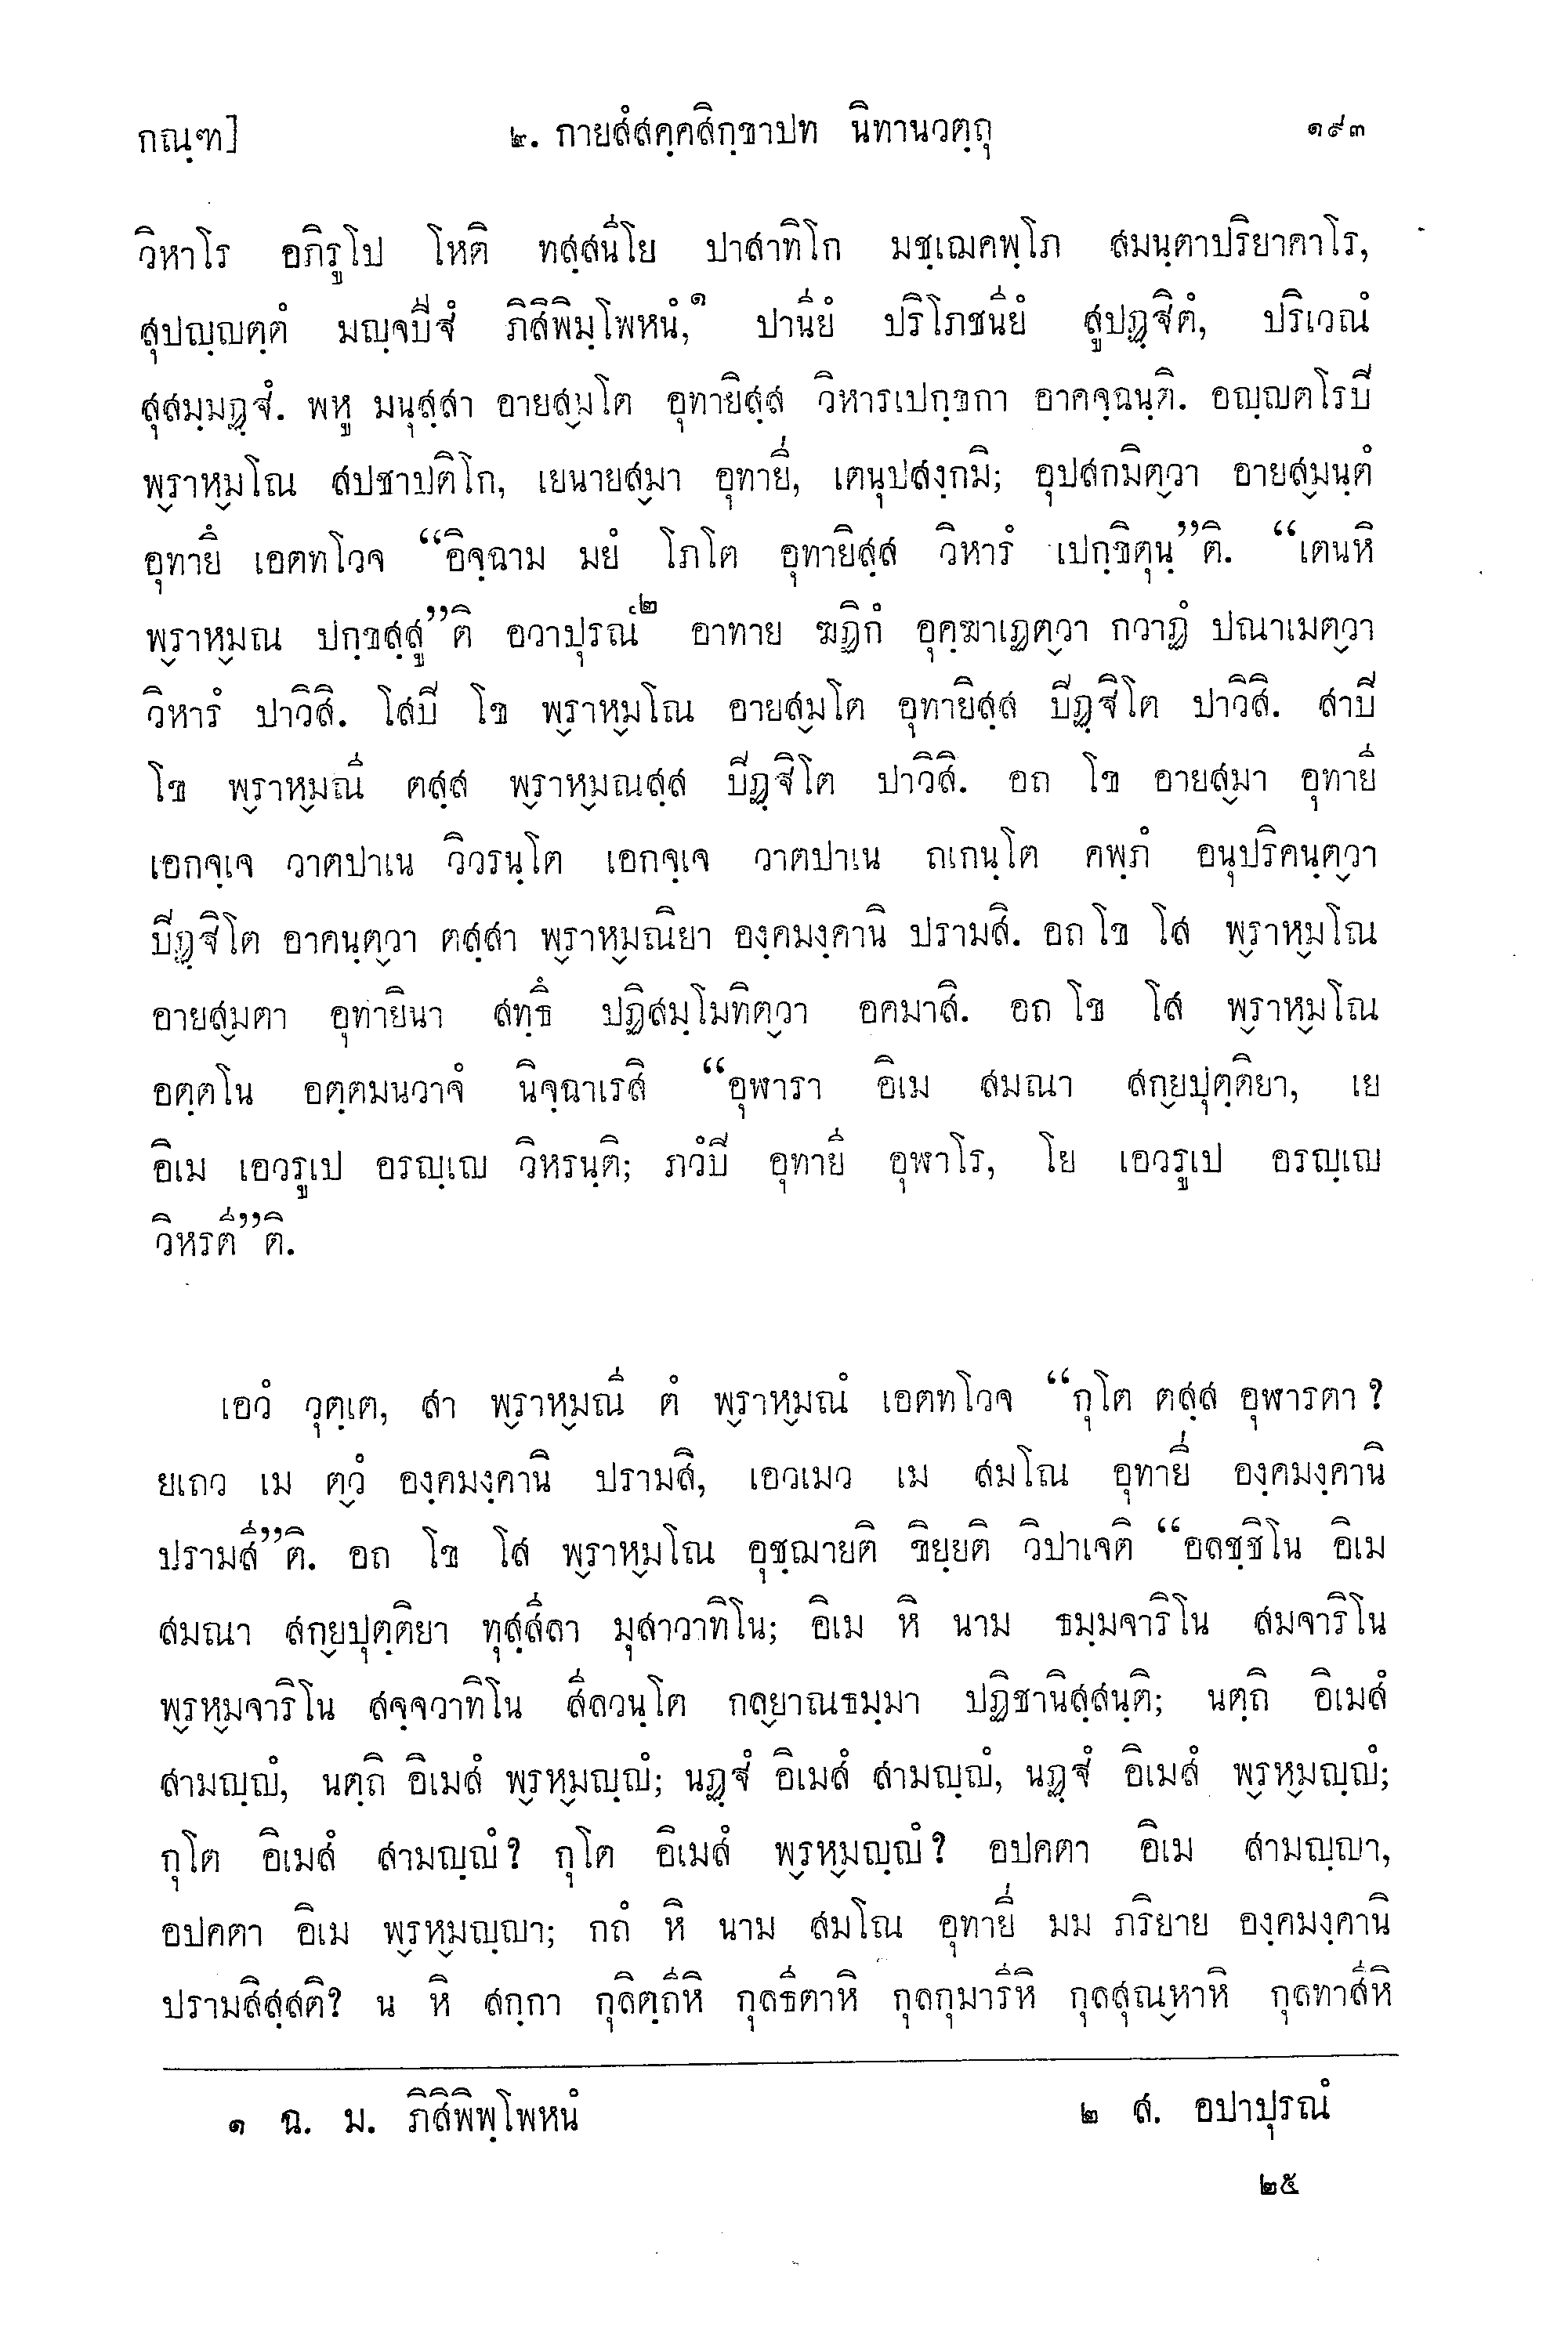 กณฺฑ]
๒. กายสํสคฺคสิกฺขาปท นิทานวตฺถุ
๑๙๓
วิหาโร อภิรูโป โหติ ทสฺสนีโย ปาสาทิโก มชฺเฌคพฺโภ สมนฺตาปริยาคาโร,
สุปญฺญตฺตํ มญฺจปีฐํ ภิสิพิมฺโพหนํ,๑ ปานียํ ปริโภชนียํ สูปฏฺฐิตํ, ปริเวณํ
สุสมฺมฏฺฐํ. พหู มนุสฺสา อายสฺมโต อุทายิสฺส วิหารเปกฺขกา อาคจฺฉนฺติ. อญฺญตโรปิ
พฺราหฺมโณ สปชาปติโก, เยนายสฺมา อุทายี, เตนุปสงฺกมิ; อุปสกมิตฺวา อายสฺมนฺตํ
อุทายึ เอตทโวจ “อิจฺฉาม มยํ โภโต อุทายิสฺส วิหารํ เปกฺขิตุนฺ”ติ. “เตนหิ
พฺราหฺมณ ปกฺขสฺสู”ติ อวาปุรณํ๒ อาทาย ฆฏิกํ อุคฺฆาเฏตฺวา กวาฏํ ปณาเมตฺวา
วิหารํ ปาวิสิ. โสปิ โข พฺราหฺมโณ อายสฺมโต อุทายิสฺส ปิฏฺฐิโต ปาวิสิ. สาปิ
โข พฺราหฺมณี ตสฺส พฺราหฺมณสฺส ปิฏฺฐิโต ปาวิสิ. อถ โข อายสฺมา อุทายี
เอกจฺเจ วาตปาเน วิวรนฺโต เอกจฺเจ วาตปาเน ถเกนฺโต คพฺภํ อนุปริคนฺตฺวา
ปิฏฺฐิโต อาคนฺตฺวา ตสฺสา พฺราหฺมณิยา องฺคมงฺคานิ ปรามสิ. อถ โข โส พฺราหฺมโณ
อายสฺมตา อุทายินา สทฺธึ ปฏิสมฺโมทิตฺวา อคมาสิ. อถ โข โส พฺราหฺมโณ
อตฺตโน อตฺตมนวาจํ นิจฺฉาเรสิ “อุฬารา อิเม สมณา สกฺยปุตฺติยา, เย
อิเม เอวรูเป อรญฺเญ วิหรนฺติ; ภวํปิ อุทายี อุฬาโร, โย เอวรูเป อรญฺเญ
วิหรตี”ติ.
เอวํ วุตฺเต, สา พฺราหฺมณี ตํ พฺราหฺมณํ เอตทโวจ “กุโต ตสฺส อุฬารตา?
ยเถว เม ตฺวํ องฺคมงฺคานิ ปรามสิ, เอวเมว เม สมโณ อุทายี องฺคมงฺคานิ
ปรามสี”ติ. อถ โข โส พฺราหฺมโณ อุชฺฌายติ ขิยฺยติ วิปาเจติ “อลชฺชิโน อิเม
สมณา สกฺยปุตฺติยา ทุสฺสีลา มุสาวาทิโน; อิเม หิ นาม ธมฺมจาริโน สมจาริโน
พฺรหฺมจาริโน สจฺจวาทิโน สีลวนฺโต กลฺยาณธมฺมา ปฏิชานิสฺสนฺติ; นตฺถิ อิเมสํ
สามญฺญํ, นตฺถิ อิเมสํ พฺรหฺมญฺญํ; นฏฺฐํ อิเมสํ สามญฺญํ, นฏฺฐํ อิเมสํ พฺรหฺมญฺญํ;
กุโต อิเมสํ สามญฺญํ? กุโต อิเมสํ พฺรหฺมญฺญํ? อปคตา อิเม สามญฺญา,
อปคตา อิเม พฺรหฺมญฺญา; กถํ หิ นาม สมโณ อุทายี มม ภริยาย องฺคมงฺคานิ
ปรามสิสฺสติ? น หิ สกฺกา กุลิตฺถีหิ กุลธีตาหิ กุลกุมารีหิ กุลสุณฺหาหิ กุลทาสีหิ
๑ ฉ. ม. ภิสิพิพฺโพหนํ
๒ ส. อปาปุรณํ
๒๕